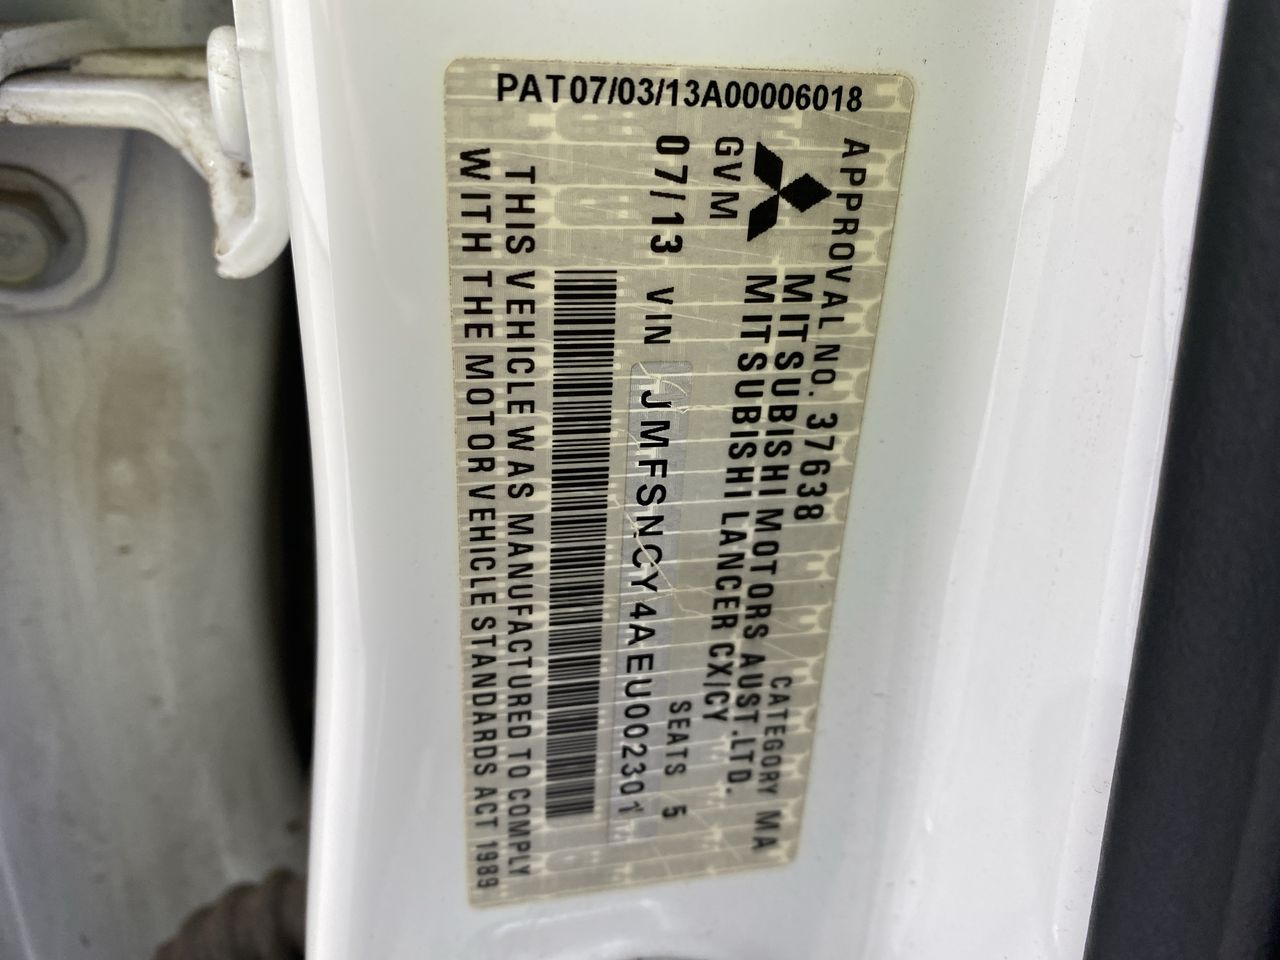 PAT07/03/13A00006018
APPROVAL NO. 37638 CATEGORY MA
MITSUBISHI MOTORS AUST.LTD.
MITSUBISHI LANCER CX/CY
GVM SEATS 5
07/13 VIN JMFSNCY4AEU002301
THIS VEHICLE WAS MANUFACTURED TO COMPLY
WITH THE MOTOR VEHICLE STANDARDS ACT 1989